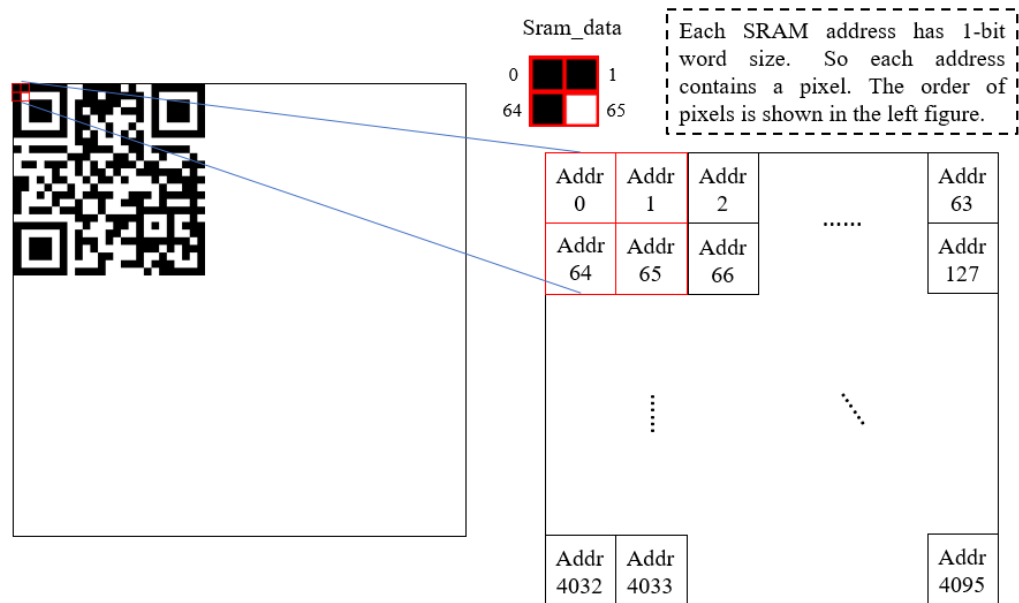 Sram_data
0
1
64
65
Each SRAM address has 1-bit
word size. So each address
contains a pixel. The order of
pixels is shown in the left figure.
Addr
0
Addr
1
Addr
2
......
Addr
63
Addr
64
Addr
65
Addr
66
Addr
127
Addr
4032
Addr
4033
Addr
4095